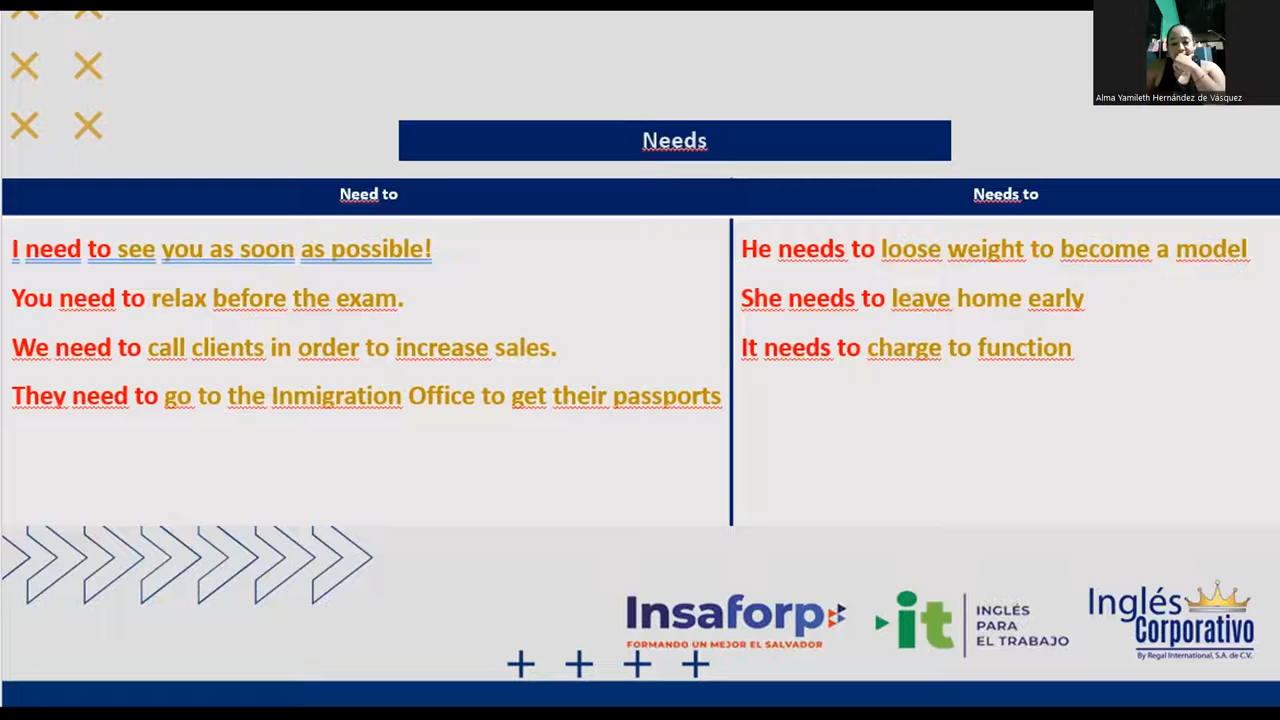 Alma Yamileth Hernández de Vásquez
Needs
Need to
Needs to
I need to see you as soon as possible!
You need to relax before the exam.
We need to call clients in order to increase sales.
They need to go to the Inmigration Office to get their passports
He needs to loose weight to become a model
She needs to leave home early
It needs to charge to function
Insaforp
FORMANDO UN MEJOR EL SALVADOR
it
INGLÉS
PARA
EL TRABAJO
Inglés
Corporativo
By Regal International, S.A. de C.V.